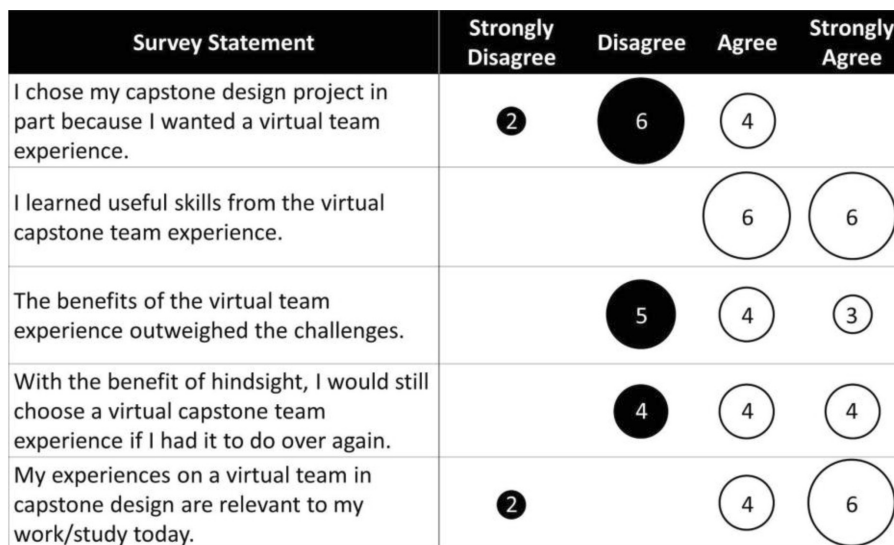 Survey Statement Strongly Disagree Disagree Agree Strongly Agree
I chose my capstone design project in
part because I wanted a virtual team
experience.
2 6 4
I learned useful skills from the virtual
capstone team experience.
6 6
The benefits of the virtual team
experience outweighed the challenges.
5 4 3
With the benefit of hindsight, I would still
choose a virtual capstone team
experience if I had it to do over again.
4 4 4
My experiences on a virtual team in
capstone design are relevant to my
work/study today.
2 4 6